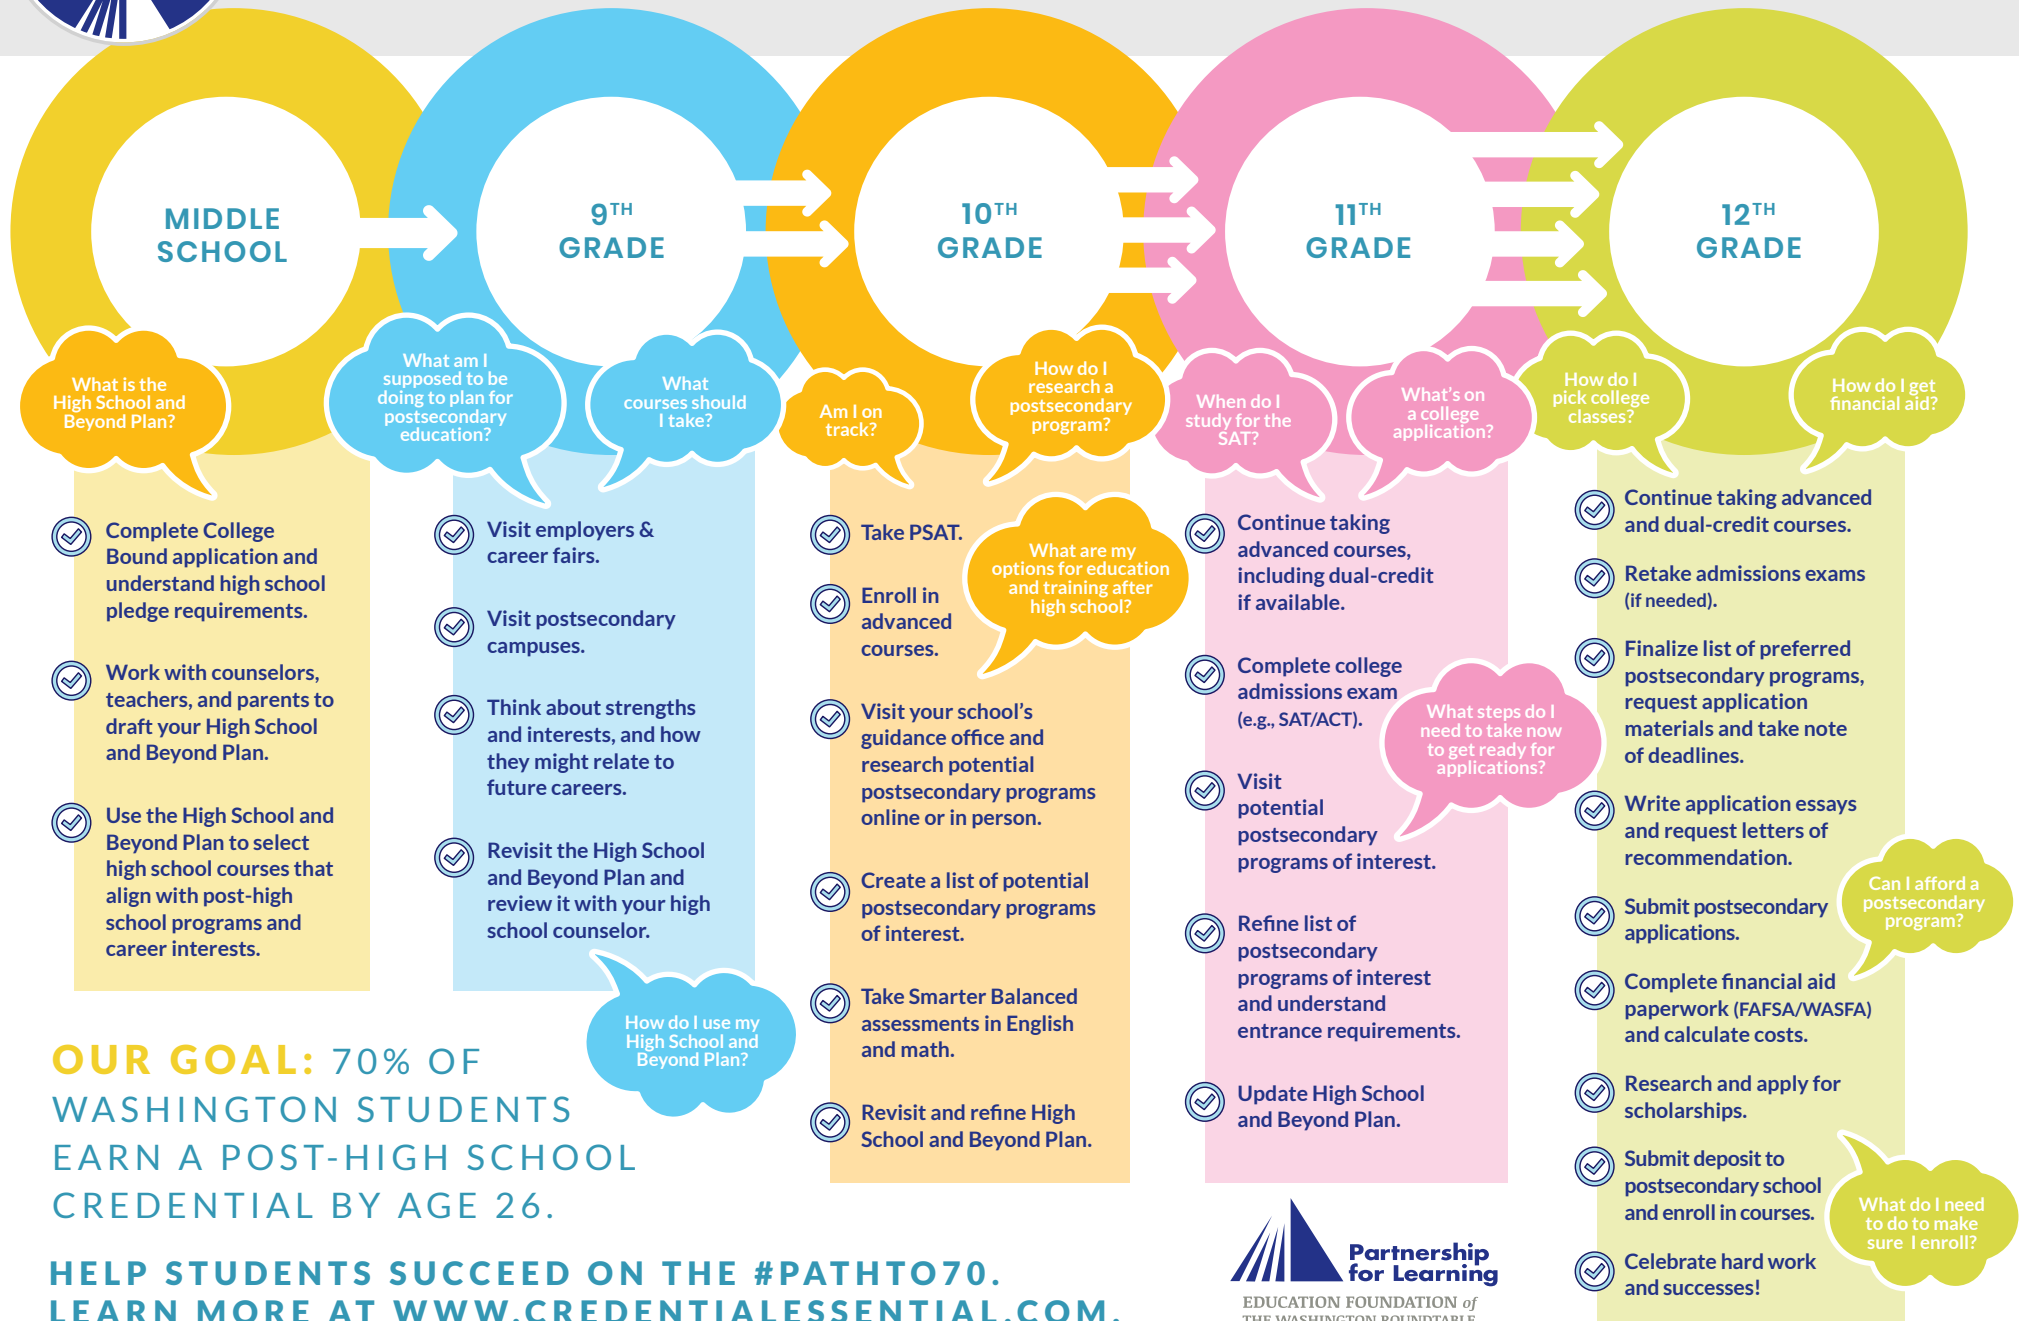 MIDDLE
SCHOOL
What is the
High School and
Beyond Plan?
Complete College
Bound application and
understand high school
pledge requirements.
Work with counselors,
teachers, and parents to
draft your High School
and Beyond Plan.
Use the High School and
Beyond Plan to select
high school courses that
align with post-high
school programs and
career interests.
9TH
GRADE
What am I
supposed to be
doing to plan for
postsecondary
education?
What
courses should
I take?
Visit employers &
career fairs.
Visit postsecondary
campuses.
Think about strengths
and interests, and how
they might relate to
future careers.
Revisit the High School
and Beyond Plan and
review it with your high
school counselor.
How do I use my
High School and
Beyond Plan?
10TH
GRADE
Am I on
track?
How do I
research a
postsecondary
program?
Take PSAT.
What are my
options for education
and training after
high school?
Enroll in
advanced
courses.
Visit your school's
guidance office and
research potential
postsecondary programs
online or in person.
Create a list of potential
postsecondary programs
of interest.
Take Smarter Balanced
assessments in English
and math.
Revisit and refine High
School and Beyond Plan.
11TH
GRADE
When do I
study for the
SAT?
What's on
a college
application?
Continue taking
advanced courses,
including dual-credit
if available.
Complete college
admissions exam
(e.g., SAT/ACT).
What steps do I
need to take now
to get ready for
applications?
Visit
potential
postsecondary
programs of interest.
Refine list of
postsecondary
programs of interest
and understand
entrance requirements.
Update High School
and Beyond Plan.
12TH
GRADE
How do I
pick college
classes?
How do I get
financial aid?
Continue taking advanced
and dual-credit courses.
Retake admissions exams
(if needed).
Finalize list of preferred
postsecondary programs,
request application
materials and take note
of deadlines.
Write application essays
and request letters of
recommendation.
Can I afford a
postsecondary
program?
Submit postsecondary
applications.
Complete financial aid
paperwork (FAFSA/WASFA)
and calculate costs.
Research and apply for
scholarships.
Submit deposit to
postsecondary school
and enroll in courses.
What do I need
to do to make
sure I enroll?
Celebrate hard work
and successes!
OUR GOAL: 70% OF
WASHINGTON STUDENTS
EARN A POST-HIGH SCHOOL
CREDENTIAL BY AGE 26.
HELP STUDENTS SUCCEED ON THE #PATHTO70.
LEARN MORE AT WWW.CREDENTIALESSENTIAL.COM.
Partnership
for Learning
EDUCATION FOUNDATION of
THE WASHINGTON ROUNDTABLE